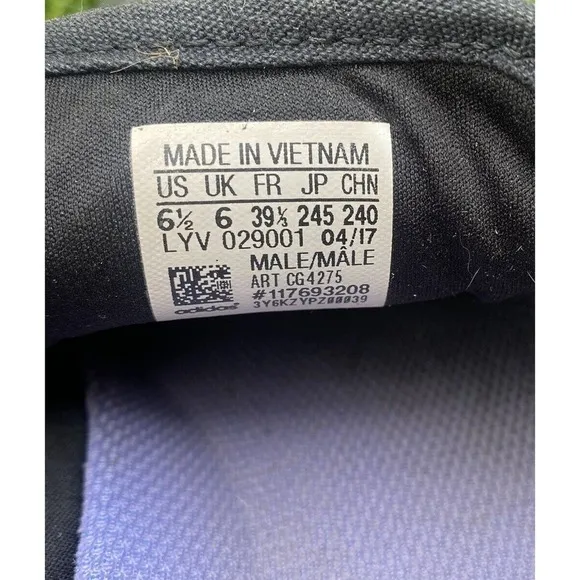 MADE IN VIETNAM
US UK FR JP CHN
6½ 6 39⅓ 245 240
LYV 029001 04/17
MALE/MÂLE
ART CG4275
#117693208
adidas